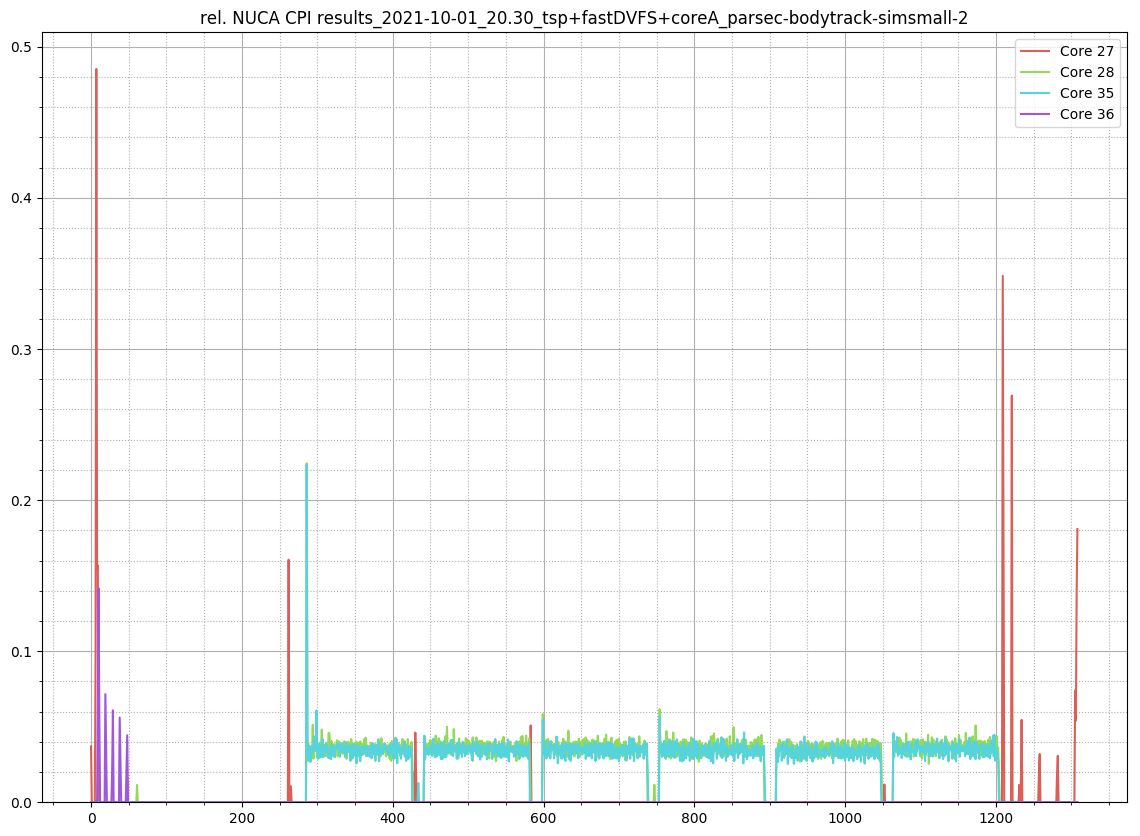 rel. NUCA CPI results_2021-10-01_20.30_tsp+fastDVFS+coreA_parsec-bodytrack-simsmall-2
0.5
0.4
0.3
0.2
0.1
0.0
0 200 400 600 800 1000 1200
Core 27
Core 28
Core 35
Core 36